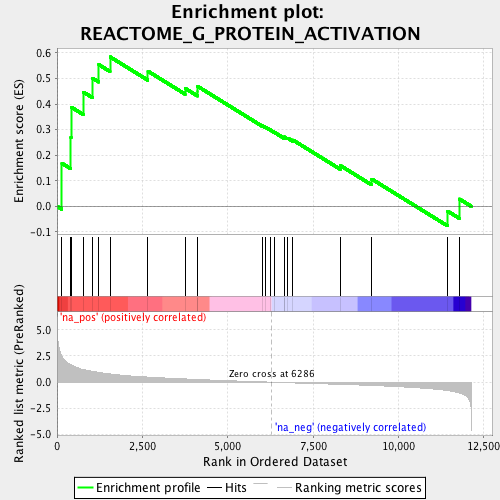 Enrichment plot:
REACTOME_G_PROTEIN_ACTIVATION
Enrichment score (ES)
0.6
0.5
0.4
0.3
0.2
0.1
0.0
-0.1
'na_pos' (positively correlated)
Ranked list metric (PreRanked)
5.0
2.5
0.0
-2.5
-5.0
Zero cross at 6286
'na_neg' (negatively correlated)
0
2,500
5,000
7,500
10,000
12,500
Rank in Ordered Dataset
Enrichment profile
Hits
Ranking metric scores